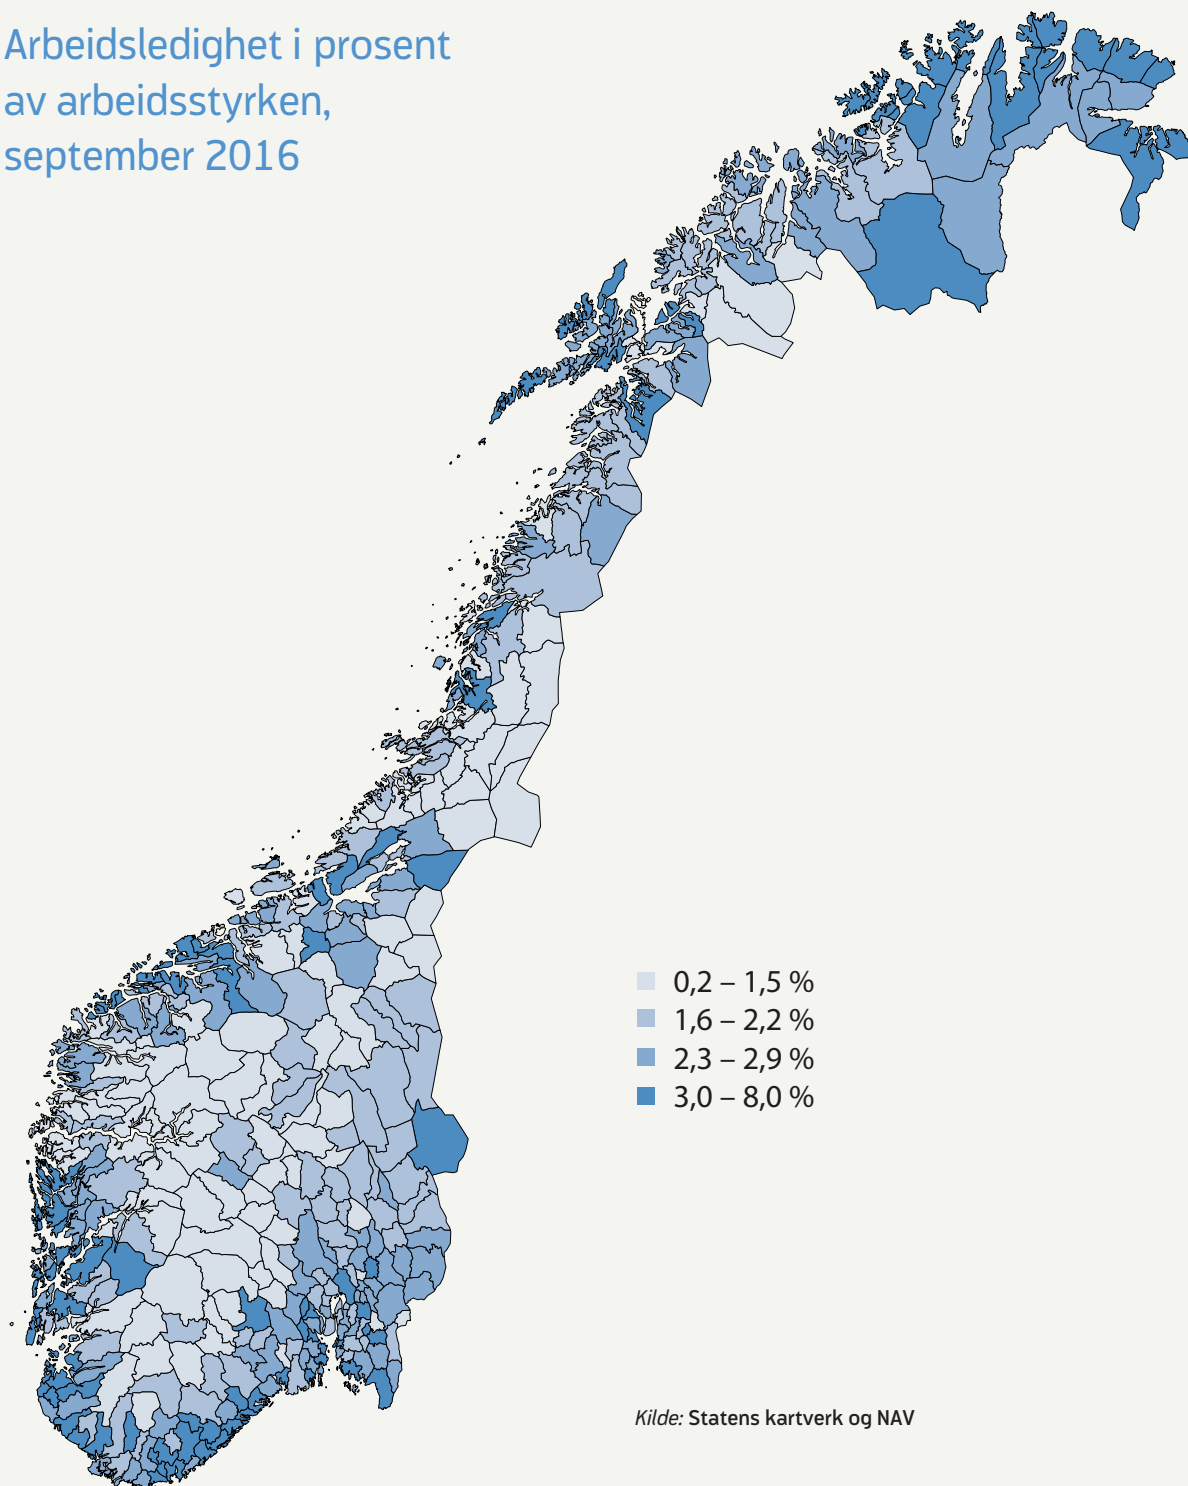 Arbeidsledighet i prosent
av arbeidsstyrken,
september 2016
0,2 – 1,5 %
1,6 – 2,2 %
2,3 – 2,9 %
3,0 – 8,0 %
Kilde: Statens kartverk og NAV